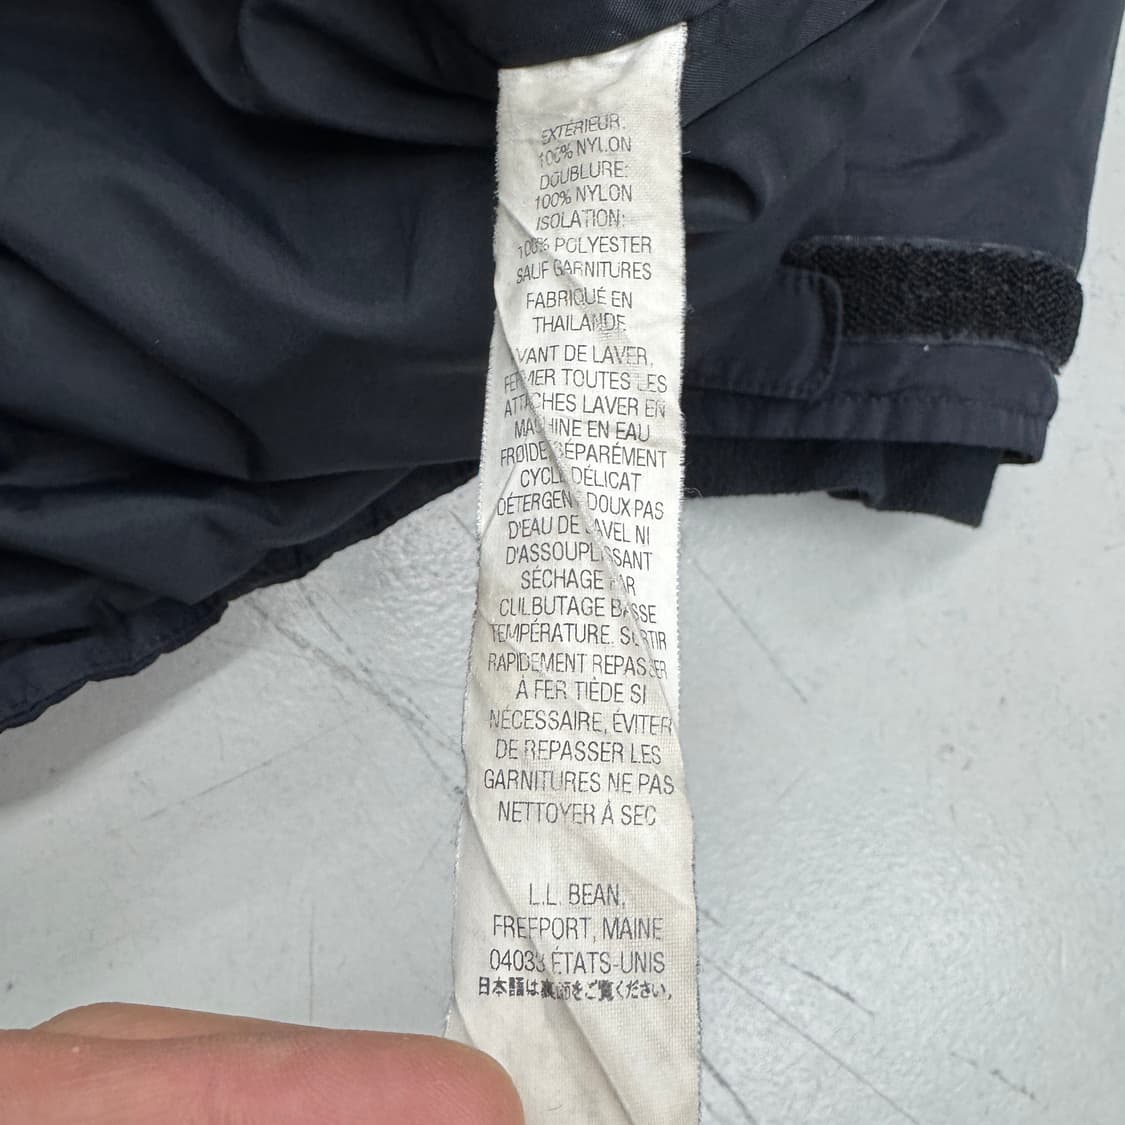 EXTÉRIEUR:
100% NYLON
DOUBLURE:
100% NYLON
ISOLATION:
100% POLYESTER
SAUF GARNITURES
FABRIQUÉ EN
THAILANDE
AVANT DE LAVER,
FERMER TOUTES LES
ATTACHES LAVER EN
MACHINE EN EAU
FROIDE SÉPARÉMENT
CYCLE DÉLICAT
DÉTERGENT DOUX PAS
D'EAU DE JAVEL NI
D'ASSOUPLISSANT
SÉCHAGE PAR
CULBUTAGE BASSE
TEMPÉRATURE. SORTIR
RAPIDEMENT REPASSER
À FER TIÈDE SI
NÉCESSAIRE, ÉVITER
DE REPASSER LES
GARNITURES NE PAS
NETTOYER À SEC
L.L. BEAN,
FREEPORT, MAINE
04033 ÉTATS-UNIS
日本語は裏面をご覧ください。